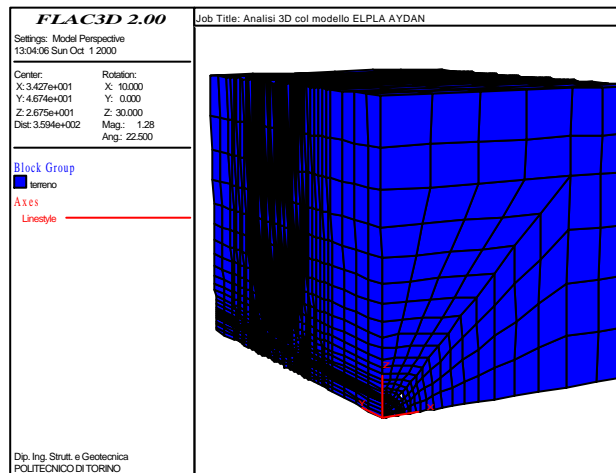 FLAC3D 2.00
Settings: Model Perspective
13:04:06 Sun Oct 1 2000
Center:
X: 3.427e+001
Y: 4.674e+001
Z: 2.675e+001
Dist: 3.594e+002
Rotation:
X: 10.000
Y: 0.000
Z: 30.000
Mag.: 1.28
Ang.: 22.500
Block Group
terreno
Axes
Linestyle
Dip. Ing. Strutt. e Geotecnica
POLITECNICO DI TORINO
Job Title: Analisi 3D col modello ELPLA AYDAN
Z
Y
X